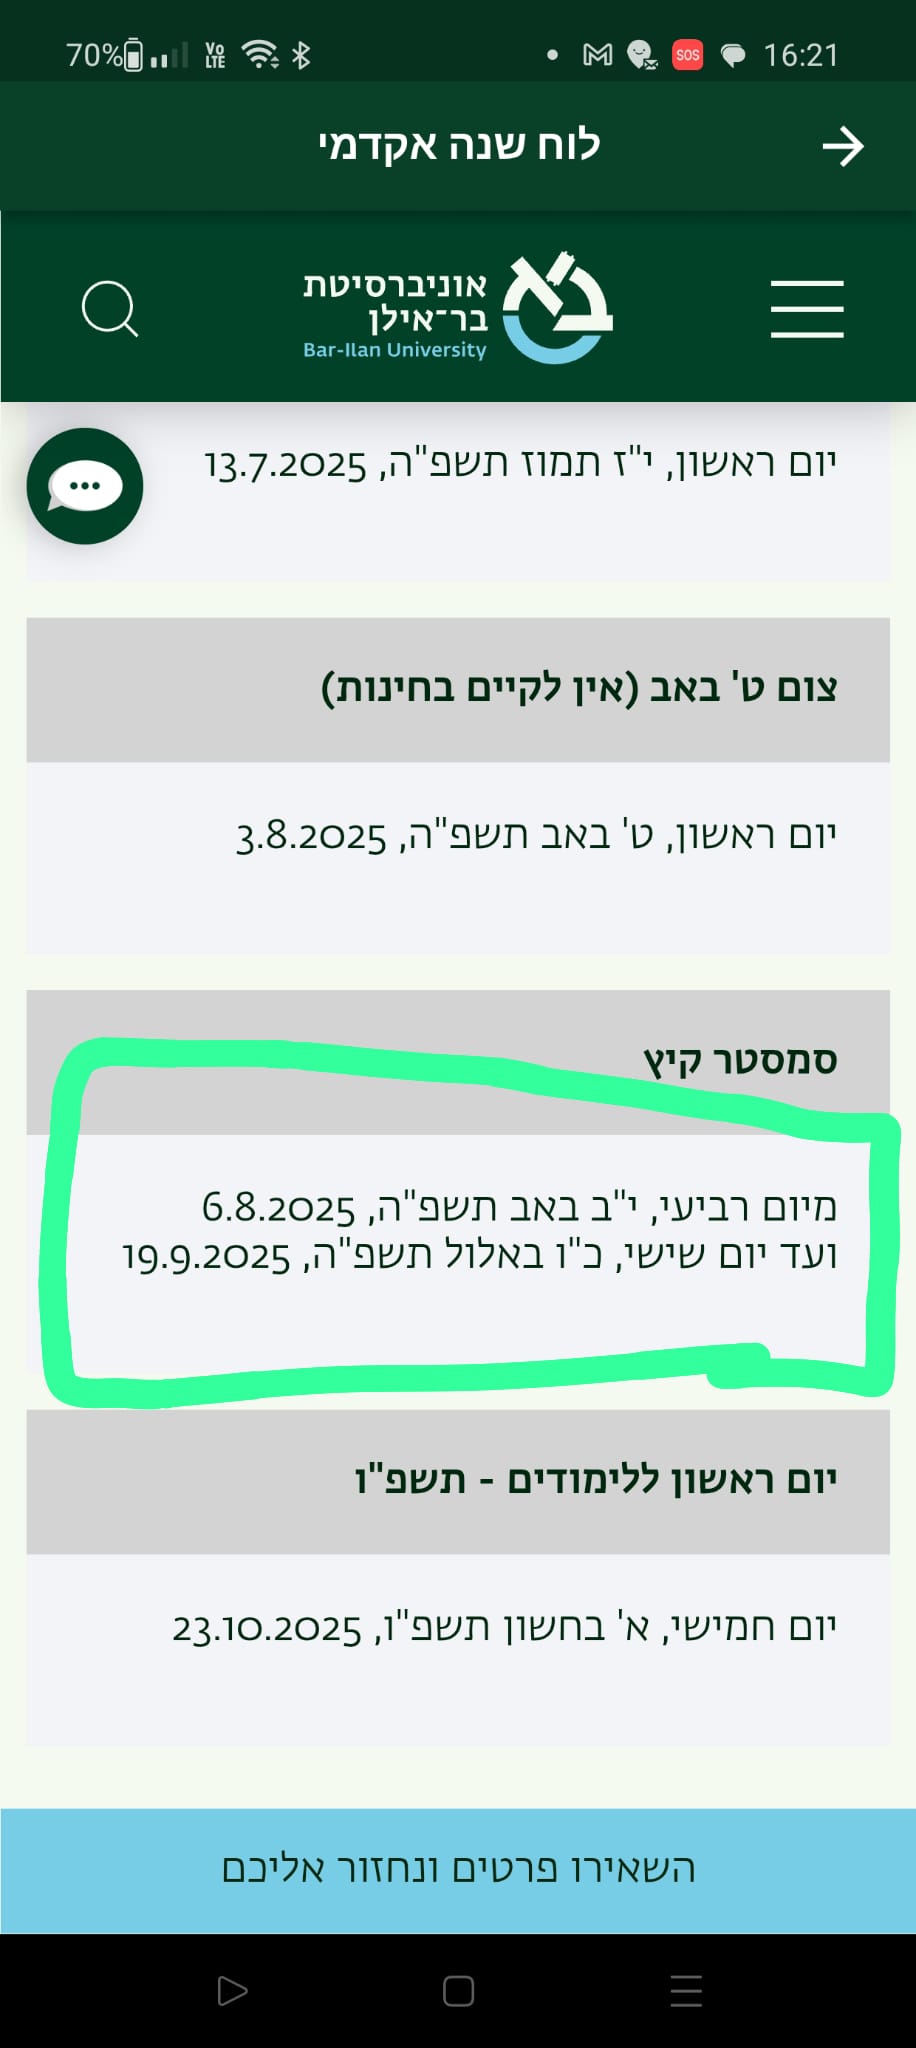 70% Vo LTE SOS 16:21
לוח שנה אקדמי
אוניברסיטת
בר־אילן
Bar-Ilan University
יום ראשון, י"ז תמוז תשפ"ה, 13.7.2025
צום ט' באב (אין לקיים בחינות)
יום ראשון, ט' באב תשפ"ה, 3.8.2025
סמסטר קיץ
מיום רביעי, י"ב באב תשפ"ה, 6.8.2025
ועד יום שישי, כ"ו באלול תשפ"ה, 19.9.2025
יום ראשון ללימודים - תשפ"ו
יום חמישי, א' בחשון תשפ"ו, 23.10.2025
השאירו פרטים ונחזור אליכם